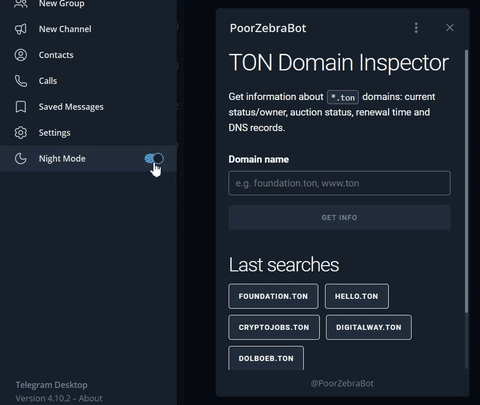 New Group
New Channel
Contacts
Calls
Saved Messages
Settings
Night Mode
Telegram Desktop
Version 4.10.2 – About
PoorZebraBot
TON Domain Inspector
Get information about *.ton domains: current
status/owner, auction status, renewal time and
DNS records.
Domain name
e.g. foundation.ton, www.ton
GET INFO
Last searches
FOUNDATION.TON HELLO.TON
CRYPTOJOBS.TON DIGITALWAY.TON
DOLBOEB.TON
@PoorZebraBot